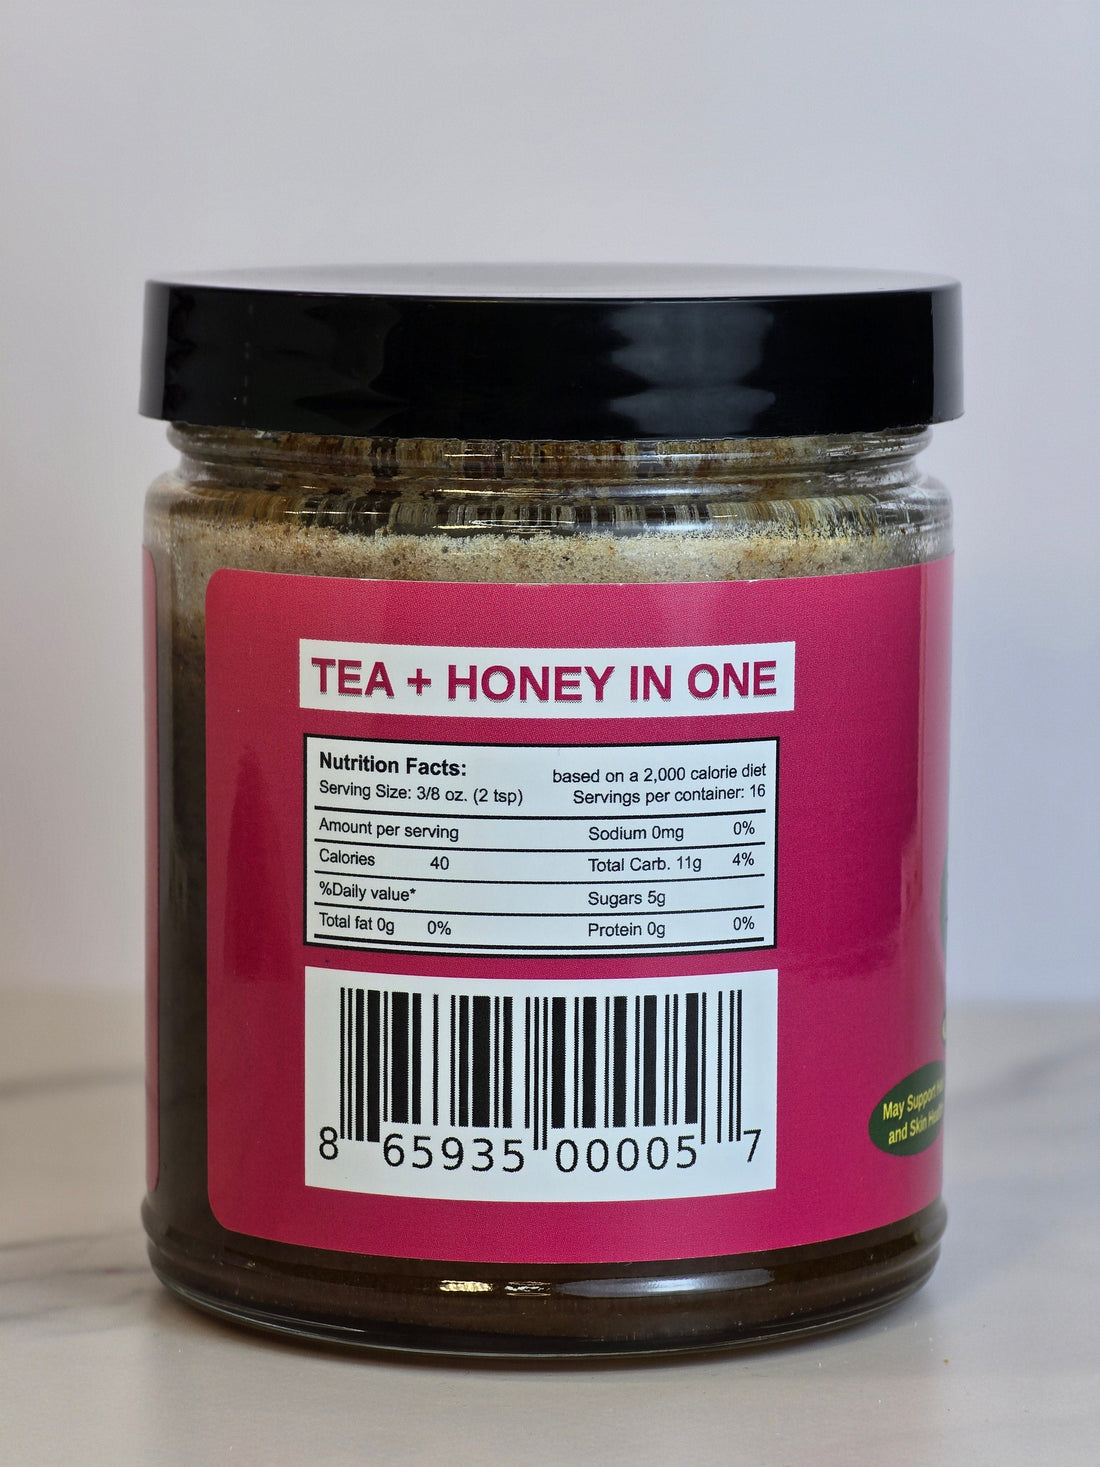 TEA + HONEY IN ONE
Nutrition Facts:
based on a 2,000 calorie diet
Serving Size: 3/8 oz. (2 tsp)
Servings per container: 16
Amount per serving
Sodium 0mg 0%
Calories 40
Total Carb. 11g 4%
%Daily value*
Sugars 5g
Total fat 0g 0%
Protein 0g 0%
8 65935 00005 7
May Support
and Skin